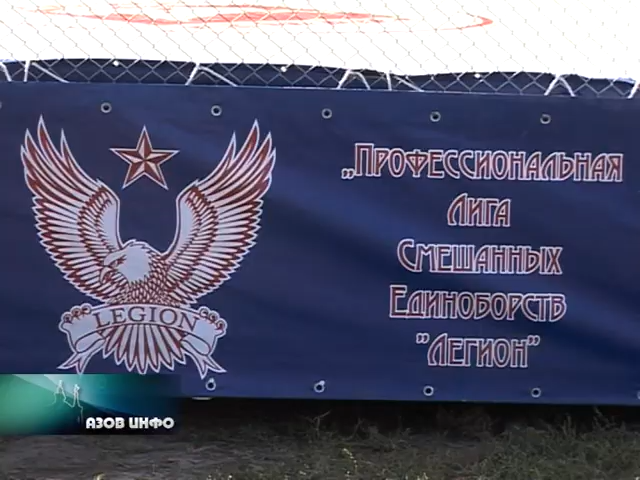 „Профессиональная
Лига
Смешанных
Единоборств
"Легион"
LEGION
АЗОВ ИНФО